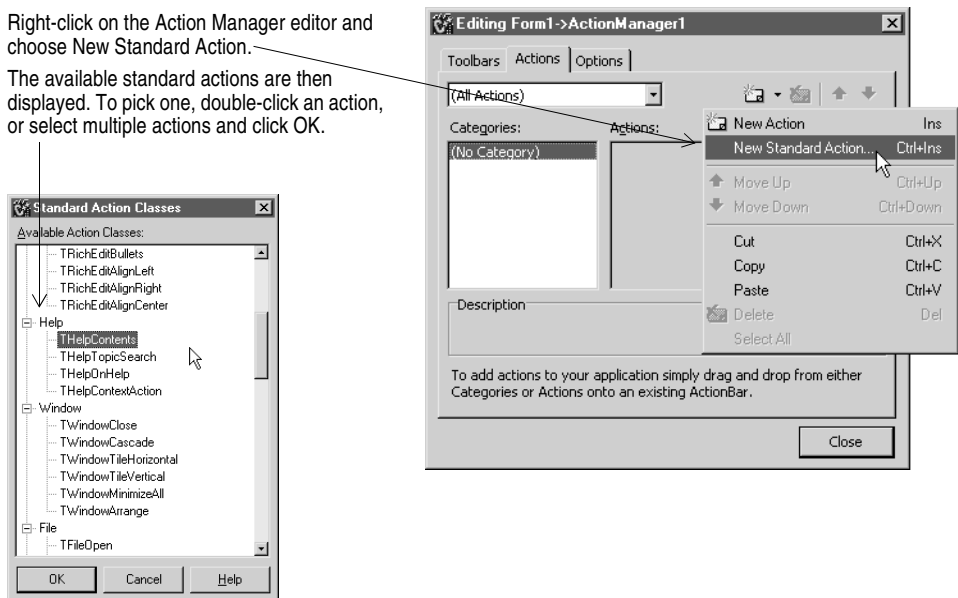 Right-click on the Action Manager editor and
choose New Standard Action.
The available standard actions are then
displayed. To pick one, double-click an action,
or select multiple actions and click OK.
Editing Form1->ActionManager1
Toolbars Actions Options
(All Actions)
Categories: Actions:
(No Category)
New Action Ins
New Standard Action... Ctrl+Ins
Move Up Ctrl+Up
Move Down Ctrl+Down
Cut Ctrl+X
Copy Ctrl+C
Paste Ctrl+V
Delete Del
Select All
Description
To add actions to your application simply drag and drop from either
Categories or Actions onto an existing ActionBar.
Close
Standard Action Classes
Available Action Classes:
TRichEditBullets
TRichEditAlignLeft
TRichEditAlignRight
TRichEditAlignCenter
Help
THelpContents
THelpTopicSearch
THelpOnHelp
THelpContextAction
Window
TWindowClose
TWindowCascade
TWindowTileHorizontal
TWindowTileVertical
TWindowMinimizeAll
TWindowArrange
File
TFileOpen
OK Cancel Help